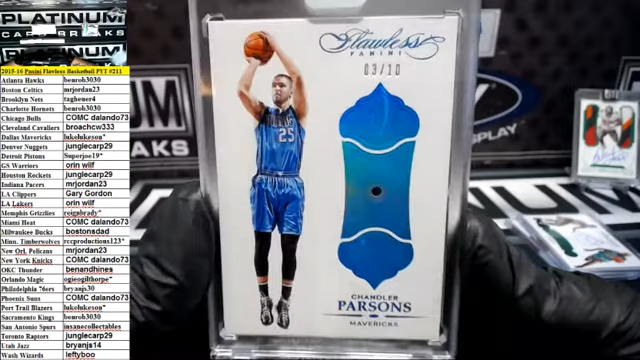 PLATINUM
CARD BREAKS
PLATINUM
2015-16 Panini Flawless Basketball PYT #211
Atlanta Hawks benrob3030
Boston Celtics mrjordan23
Brooklyn Nets taghener4
Charlotte Hornets benrob3030
Chicago Bulls COMC dalando73
Cleveland Cavaliers broachcw333
Dallas Mavericks lukelukeson*
Denver Nuggets junglecarp29
Detroit Pistons Superjoe19*
GS Warriors orin wilf
Houston Rockets junglecarp29
Indiana Pacers mrjordan23
LA Clippers Gary Gordon
LA Lakers orin wilf
Memphis Grizzlies reignbrady*
Miami Heat COMC dalando73
Milwaukee Bucks bostonsdad
Minn. Timberwolves rccproductions123*
New Orl. Pelicans mrjordan23
New York Knicks COMC dalando73
OKC Thunder benandhines
Orlando Magic ogieogilthorpe*
Philadelphia 76ers bryanjs30
Phoenix Suns COMC dalando73
Port Trail Blazers lukelukeson*
Sacramento Kings benrob3030
San Antonio Spurs insanecollectables
Toronto Raptors junglecarp29
Utah Jazz bryanjs14
Wash Wizards leftyboo
Flawless
PANINI
03/10
25
CHANDLER
PARSONS
MAVERICKS